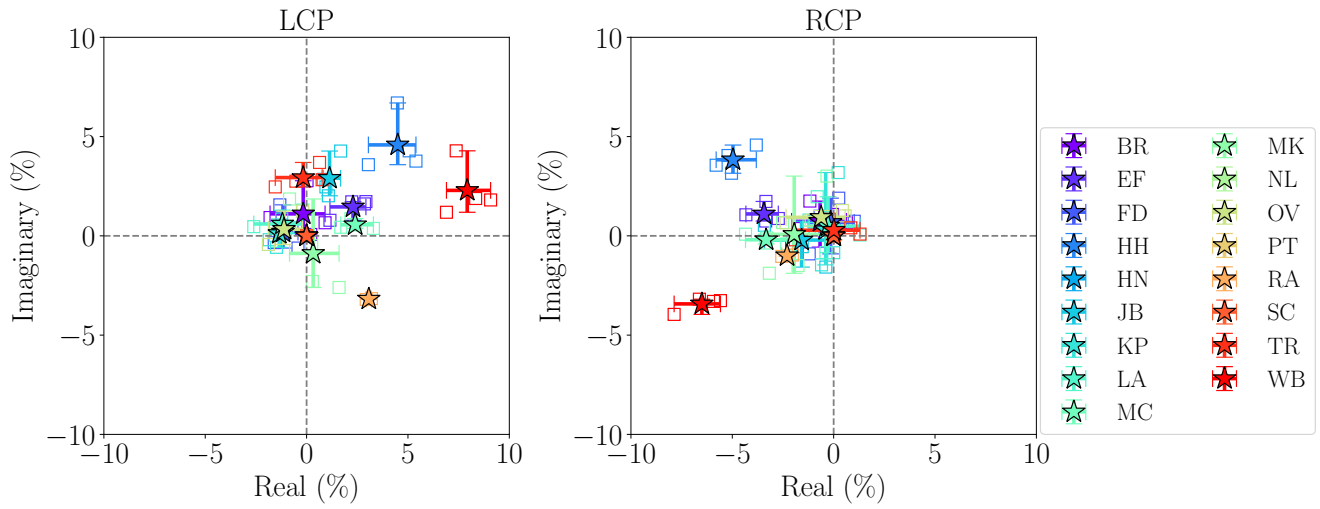 LCP
RCP
10
5
0
−5
−10
−10
−5
0
5
10
Imaginary (%)
Real (%)
10
5
0
−5
−10
−10
−5
0
5
10
Imaginary (%)
Real (%)
BR
EF
FD
HH
HN
JB
KP
LA
MC
MK
NL
OV
PT
RA
SC
TR
WB